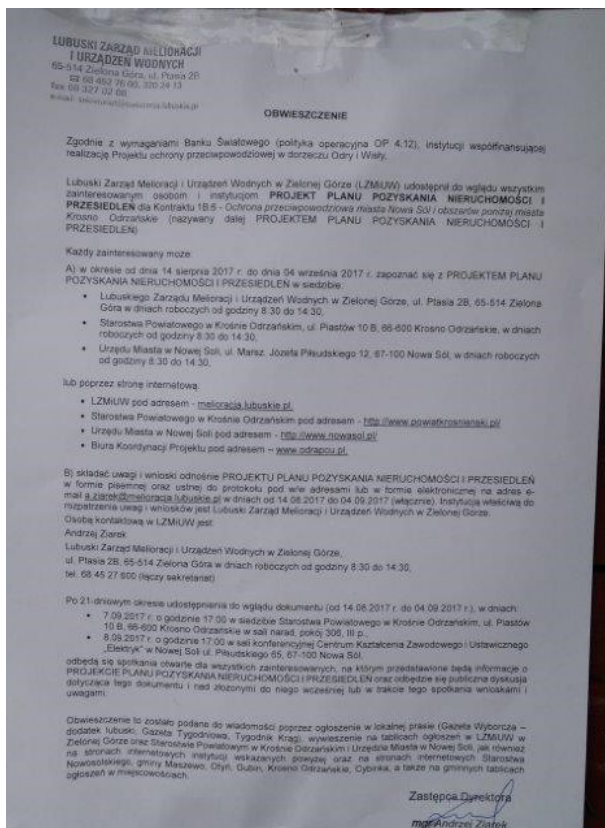 LUBUSKI ZARZĄD MELIORACJI
I URZĄDZEŃ WODNYCH
65-514 Zielona Góra, ul. Ptasia 2B
☎ 68 452 76 00, 320 24 13
fax 68 327 02 08
OBWIESZCZENIE
Zgodnie z wymaganiami Banku Światowego (polityka operacyjna OP 4.12), instytucji współfinansującej
realizację Projektu ochrony przeciwpowodziowej w dorzeczu Odry i Wisły,
Lubuski Zarząd Melioracji i Urządzeń Wodnych w Zielonej Górze (LZMiUW) udostępnił do wglądu wszystkim
zainteresowanym osobom i instytucjom PROJEKT PLANU POZYSKANIA NIERUCHOMOŚCI I
PRZESIEDLEŃ dla Kontraktu 1B.5 - Ochrona przeciwpowodziowa miasta Nowa Sól i obszarów poniżej miasta
Krosno Odrzańskie (nazywany dalej PROJEKTEM PLANU POZYSKANIA NIERUCHOMOŚCI I
PRZESIEDLEŃ)
Każdy zainteresowany może:
A) w okresie od dnia 14 sierpnia 2017 r. do dnia 04 września 2017 r. zapoznać się z PROJEKTEM PLANU
POZYSKANIA NIERUCHOMOŚCI I PRZESIEDLEŃ w siedzibie:
• Lubuskiego Zarządu Melioracji i Urządzeń Wodnych w Zielonej Górze, ul. Ptasia 2B, 65-514 Zielona
Góra w dniach roboczych od godziny 8:30 do 14:30,
• Starostwa Powiatowego w Krośnie Odrzańskim, ul. Piastów 10 B, 66-600 Krosno Odrzańskie, w dniach
roboczych od godziny 8:30 do 14:30,
• Urzędu Miasta w Nowej Soli, ul. Marsz. Józefa Piłsudskiego 12, 67-100 Nowa Sól, w dniach roboczych
od godziny 8:30 do 14:30,
lub poprzez stronę internetową:
• LZMiUW pod adresem - melioracja.lubuskie.pl,
• Starostwa Powiatowego w Krośnie Odrzańskim pod adresem - http://www.powiatkrosnienski.pl/
• Urzędu Miasta w Nowej Soli pod adresem - http://www.nowasol.pl/
• Biura Koordynacji Projektu pod adresem – www.odrapcu.pl.
B) składać uwagi i wnioski odnośnie PROJEKTU PLANU POZYSKANIA NIERUCHOMOŚCI I PRZESIEDLEŃ
w formie pisemnej oraz ustnej do protokołu pod w/w adresami lub w formie elektronicznej na adres e-
mail a.ziarek@melioracja.lubuskie.pl w dniach od 14.08.2017 do 04.09.2017 (włącznie). Instytucją właściwą do
rozpatrzenia uwag i wniosków jest Lubuski Zarząd Melioracji i Urządzeń Wodnych w Zielonej Górze.
Osobą kontaktową w LZMiUW jest:
Andrzej Ziarek
Lubuski Zarząd Melioracji i Urządzeń Wodnych w Zielonej Górze,
ul. Ptasia 2B, 65-514 Zielona Góra w dniach roboczych od godziny 8:30 do 14:30,
tel. 68 45 27 600 (łączy sekretariat)
Po 21-dniowym okresie udostępnienia do wglądu dokumentu (od 14.08.2017 r. do 04.09.2017 r.), w dniach:
• 7.09.2017 r. o godzinie 17:00 w siedzibie Starostwa Powiatowego w Krośnie Odrzańskim, ul. Piastów
10 B, 66-600 Krosno Odrzańskie w sali narad, pokój 306, III p.,
• 8.09.2017 r. o godzinie 17:00 w sali konferencyjnej Centrum Kształcenia Zawodowego i Ustawicznego
„Elektryk" w Nowej Soli ul. Piłsudskiego 65, 67-100 Nowa Sól,
odbędą się spotkania otwarte dla wszystkich zainteresowanych, na którym przedstawione będą informacje o
PROJEKCIE PLANU POZYSKANIA NIERUCHOMOŚCI I PRZESIEDLEŃ oraz odbędzie się publiczna dyskusja
dotycząca tego dokumentu i nad złożonymi do niego wcześniej lub w trakcie tego spotkania wnioskami i
uwagami.
Obwieszczenie to zostało podane do wiadomości poprzez ogłoszenie w lokalnej prasie (Gazeta Wyborcza –
dodatek lubuski, Gazeta Tygodniowa, Tygodnik Krąg), wywieszenie na tablicach ogłoszeń w LZMiUW w
Zielonej Górze oraz Starostwie Powiatowym w Krośnie Odrzańskim i Urzędzie Miasta w Nowej Soli, jak również
na stronach internetowych instytucji wskazanych powyżej oraz na stronach internetowych Starostwa
Nowosolskiego, gminy Maszewo, Otyń, Gubin, Krosno Odrzańskie, Cybinka, a także na gminnych tablicach
ogłoszeń w miejscowościach.
Zastępca Dyrektora
mgr Andrzej Ziarek